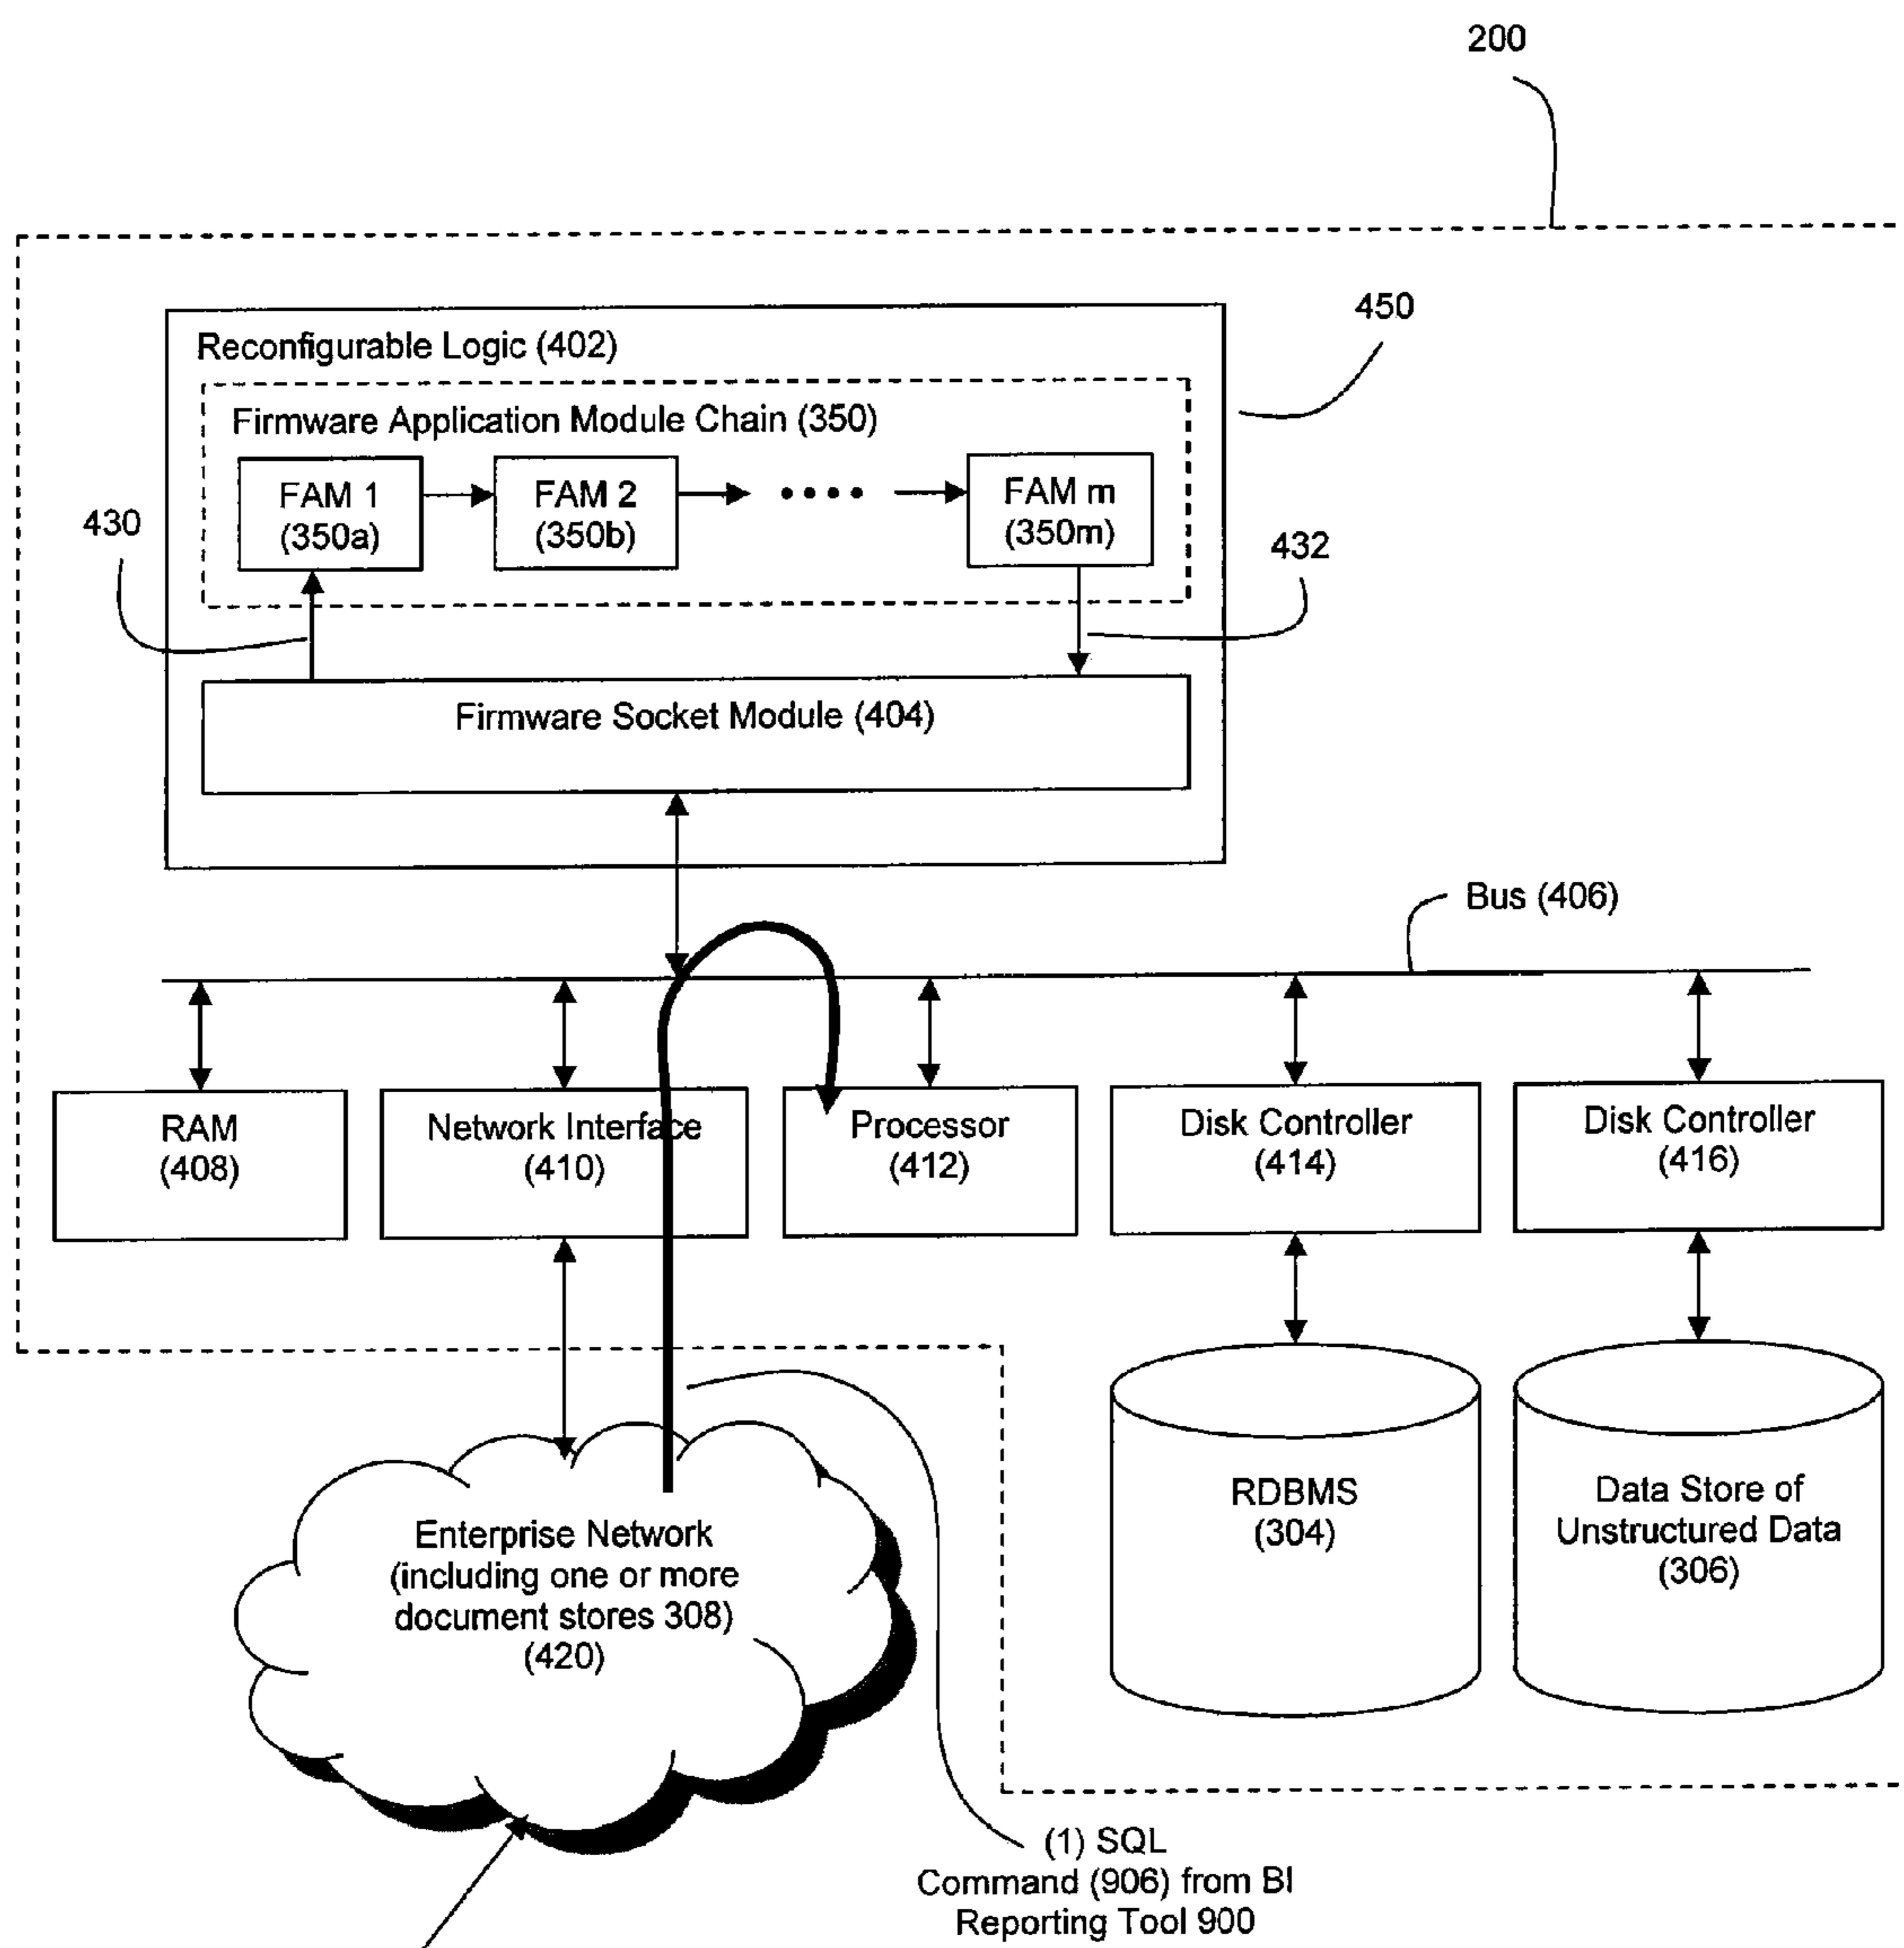 200
450
Reconfigurable Logic (402)
Firmware Application Module Chain (350)
FAM 1
(350a)
FAM 2
(350b)
FAM m
(350m)
430
432
Firmware Socket Module (404)
Bus (406)
RAM
(408)
Network Interface
(410)
Processor
(412)
Disk Controller
(414)
Disk Controller
(416)
Enterprise Network
(including one or more
document stores 308)
(420)
RDBMS
(304)
Data Store of
Unstructured Data
(306)
(1) SQL
Command (906) from BI
Reporting Tool 900